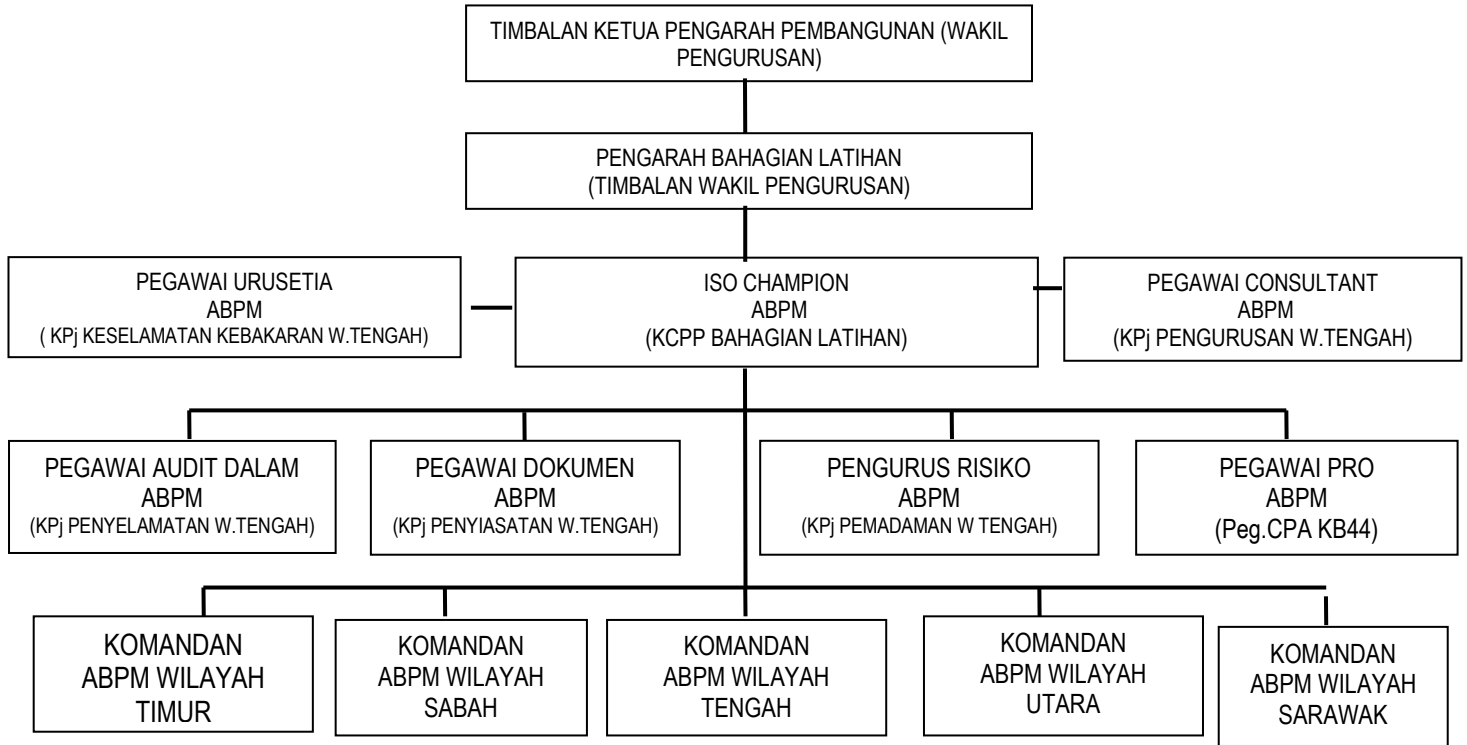 TIMBALAN KETUA PENGARAH PEMBANGUNAN (WAKIL
PENGURUSAN)
PENGARAH BAHAGIAN LATIHAN
(TIMBALAN WAKIL PENGURUSAN)
PEGAWAI URUSETIA
ABPM
( KPj KESELAMATAN KEBAKARAN W.TENGAH)
ISO CHAMPION
ABPM
(KCPP BAHAGIAN LATIHAN)
PEGAWAI CONSULTANT
ABPM
(KPj PENGURUSAN W.TENGAH)
PEGAWAI AUDIT DALAM
ABPM
(KPj PENYELAMATAN W.TENGAH)
PEGAWAI DOKUMEN
ABPM
(KPj PENYIASATAN W.TENGAH)
PENGURUS RISIKO
ABPM
(KPj PEMADAMAN W TENGAH)
PEGAWAI PRO
ABPM
(Peg.CPA KB44)
KOMANDAN
ABPM WILAYAH
TIMUR
KOMANDAN
ABPM WILAYAH
SABAH
KOMANDAN
ABPM WILAYAH
TENGAH
KOMANDAN
ABPM WILAYAH
UTARA
KOMANDAN
ABPM WILAYAH
SARAWAK